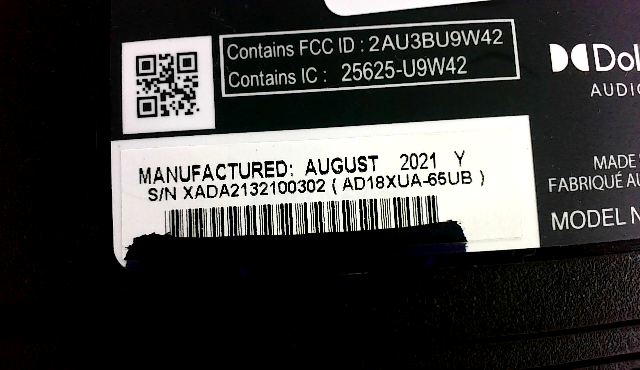 Contains FCC ID : 2AU3BU9W42
Contains IC : 25625-U9W42
MANUFACTURED: AUGUST 2021 Y
S/N XADA2132100302 ( AD18XUA-65UB )
AUDIO
MADE
FABRIQUÉ AU
MODEL N